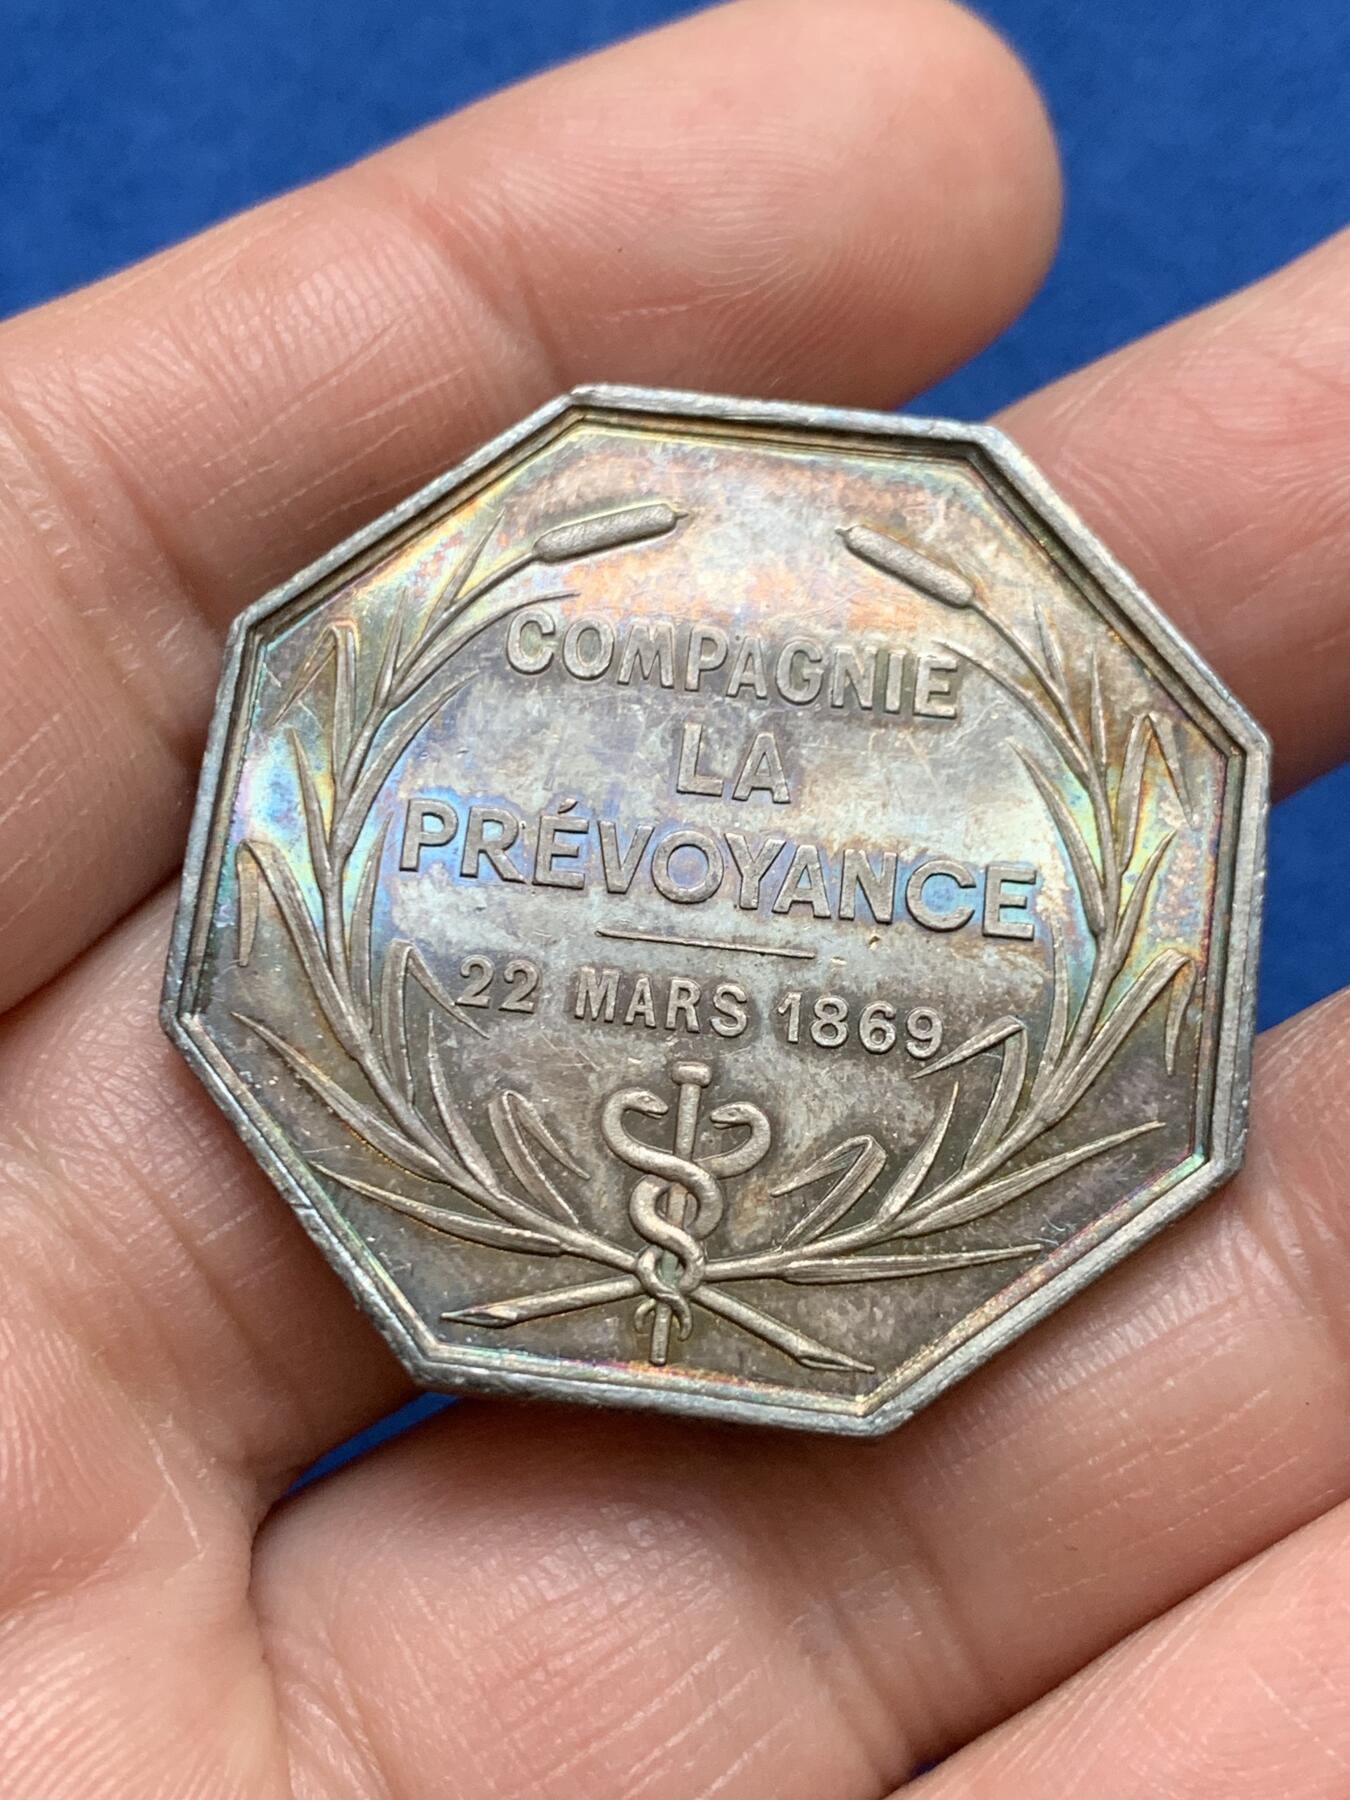 COMPAGNIE
LA
PRÉVOYANCE
22 MARS 1869